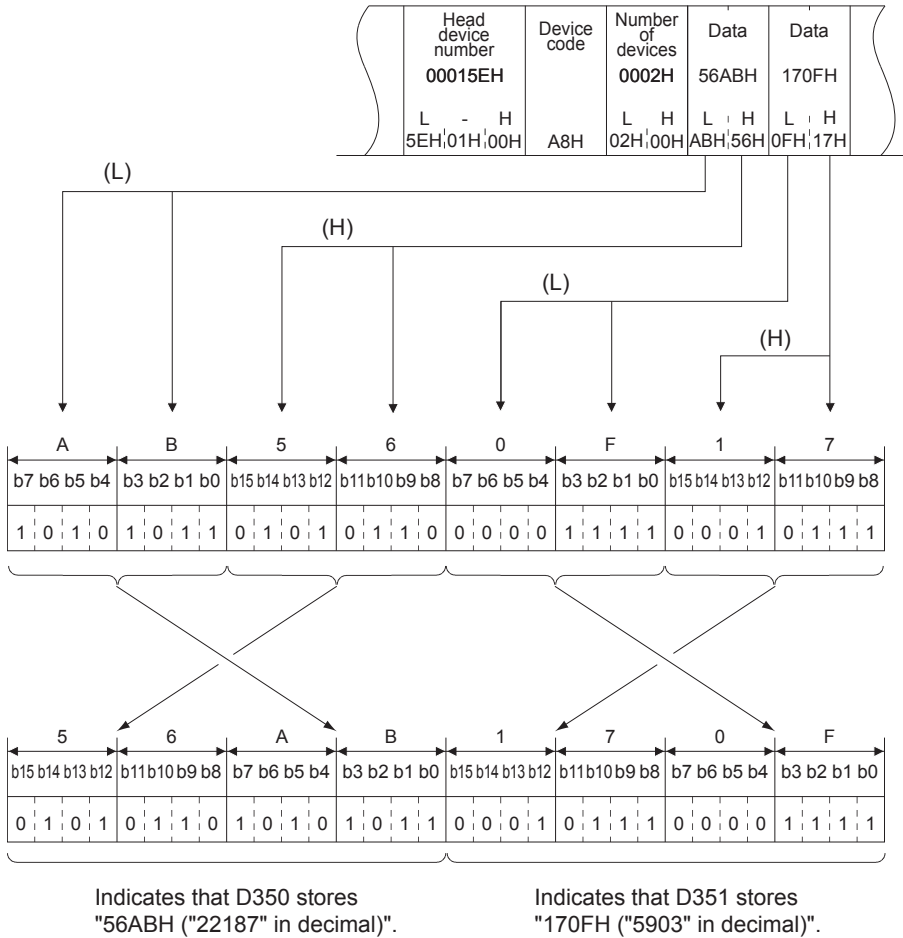 Head device number
Device code
Number of devices
Data
Data
00015EH
0002H
56ABH
170FH
L - H
L H
L H
L H
5EH 01H 00H
A8H
02H 00H
ABH 56H
0FH 17H
(L)
(H)
(L)
(H)
A B 5 6 0 F 1 7
b7 b6 b5 b4 b3 b2 b1 b0 b15 b14 b13 b12 b11 b10 b9 b8 b7 b6 b5 b4 b3 b2 b1 b0 b15 b14 b13 b12 b11 b10 b9 b8
1 0 1 0 1 0 1 1 0 1 0 1 0 1 1 0 0 0 0 0 1 1 1 1 0 0 0 1 0 1 1 1
5 6 A B 1 7 0 F
b15 b14 b13 b12 b11 b10 b9 b8 b7 b6 b5 b4 b3 b2 b1 b0 b15 b14 b13 b12 b11 b10 b9 b8 b7 b6 b5 b4 b3 b2 b1 b0
0 1 0 1 0 1 1 0 1 0 1 0 1 0 1 1 0 0 0 1 0 1 1 1 0 0 0 0 1 1 1 1
Indicates that D350 stores
"56ABH ("22187" in decimal)".
Indicates that D351 stores
"170FH ("5903" in decimal)".